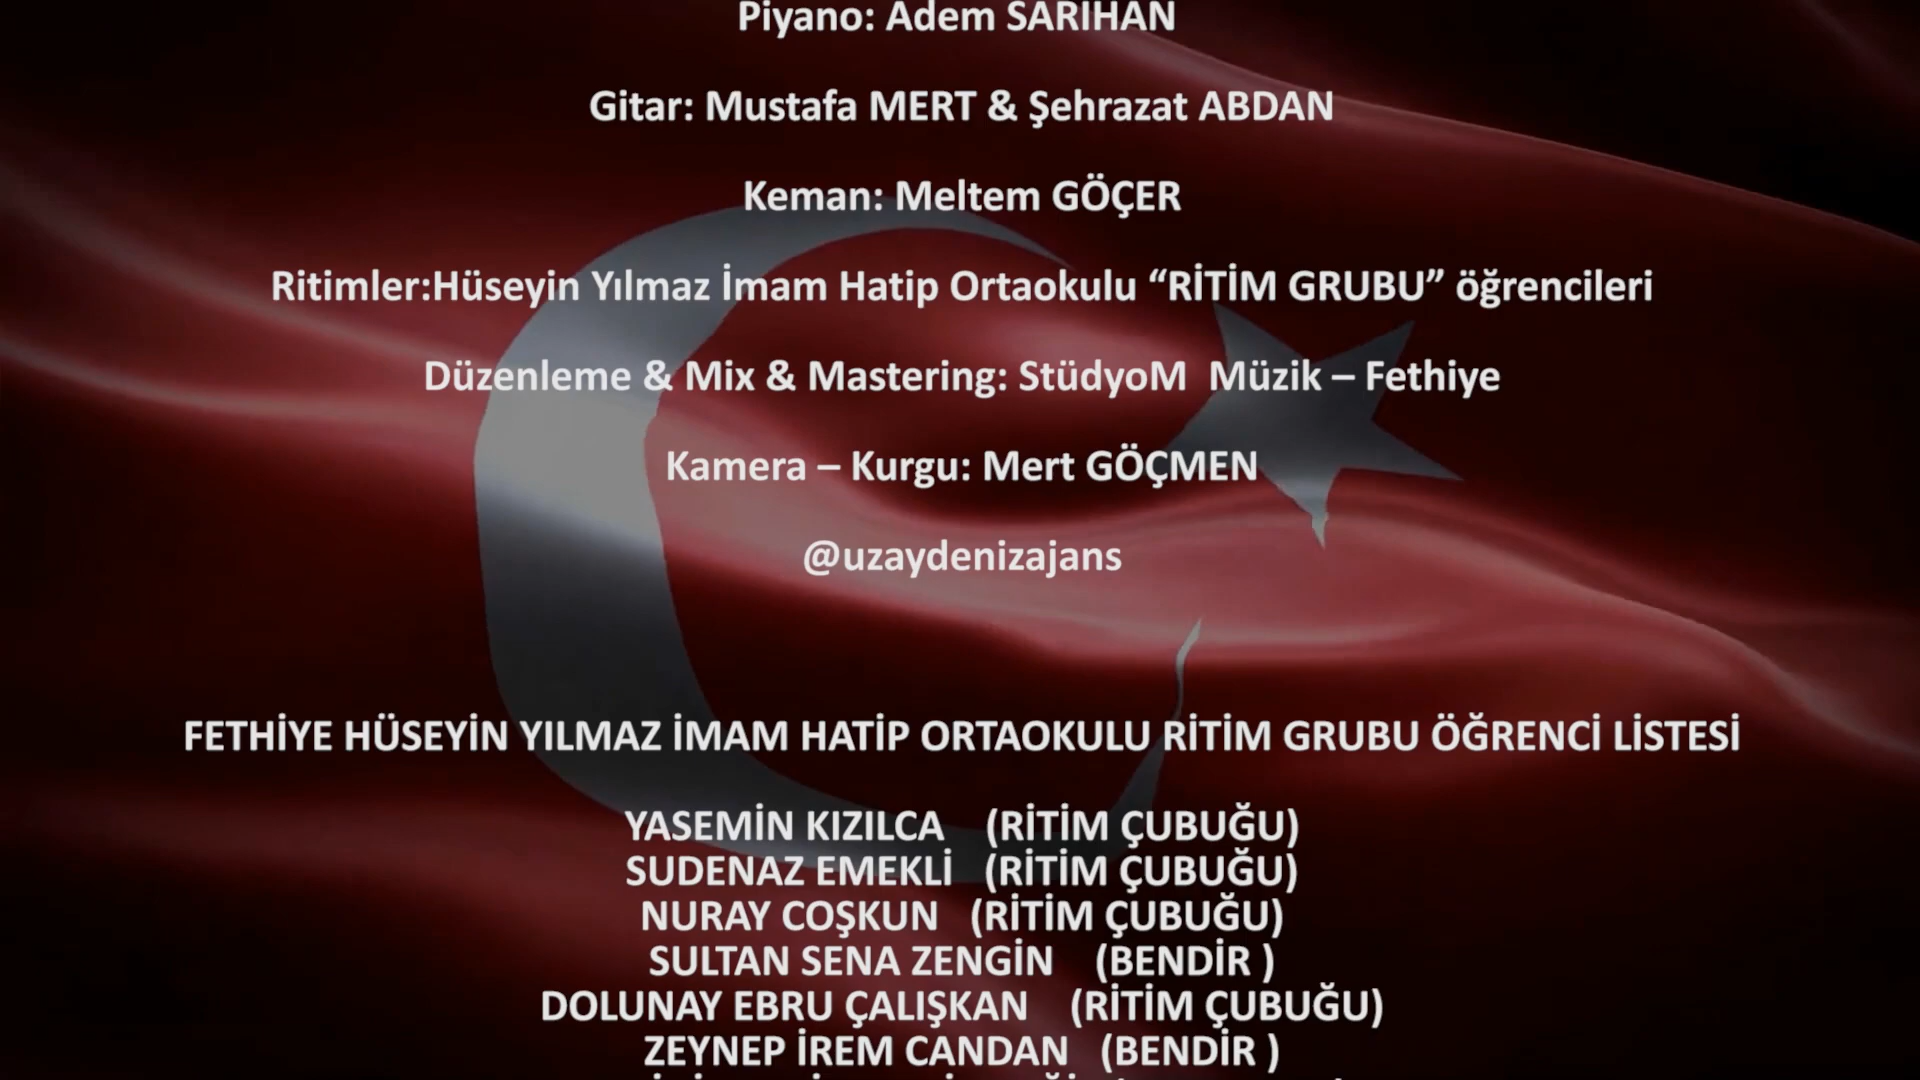 Piyano: Adem SARIHAN
Gitar: Mustafa MERT & Şehrazat ABDAN
Keman: Meltem GÖÇER
Ritimler:Hüseyin Yılmaz İmam Hatip Ortaokulu “RİTİM GRUBU” öğrencileri
Düzenleme & Mix & Mastering: StüdyoM  Müzik – Fethiye
Kamera – Kurgu: Mert GÖÇMEN
@uzaydenizajans
FETHİYE HÜSEYİN YILMAZ İMAM HATİP ORTAOKULU RİTİM GRUBU ÖĞRENCİ LİSTESİ
YASEMİN KIZILCA    (RİTİM ÇUBUĞU)
SUDENAZ EMEKLİ   (RİTİM ÇUBUĞU)
NURAY COŞKUN   (RİTİM ÇUBUĞU)
SULTAN SENA ZENGİN    (BENDİR )
DOLUNAY EBRU ÇALIŞKAN    (RİTİM ÇUBUĞU)
ZEYNEP İREM CANDAN   (BENDİR )